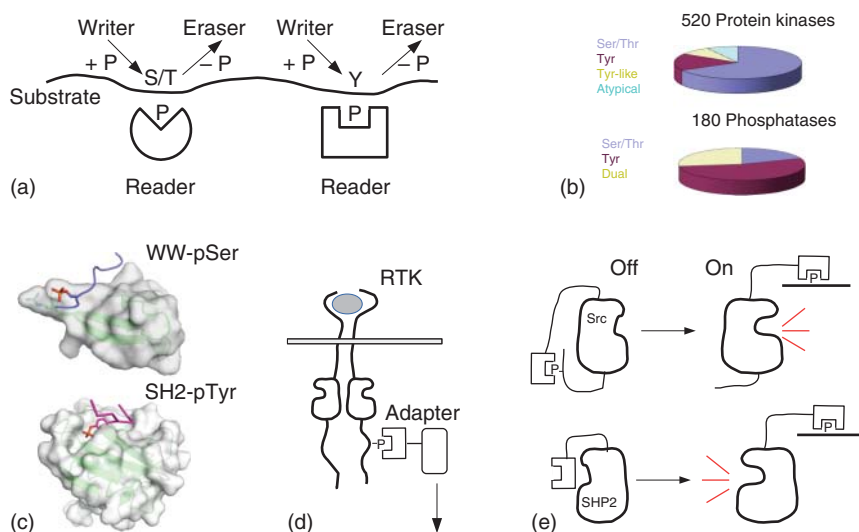 Writer Eraser Writer Eraser
+ P S/T – P + P Y – P
Substrate
P P
Reader Reader
(a)
520 Protein kinases
Ser/Thr
Tyr
Tyr-like
Atypical
180 Phosphatases
Ser/Thr
Tyr
Dual
(b)
WW-pSer
SH2-pTyr
(c)
RTK
Adapter
P
(d)
Off On
P
Src
P
P
SHP2
(e)